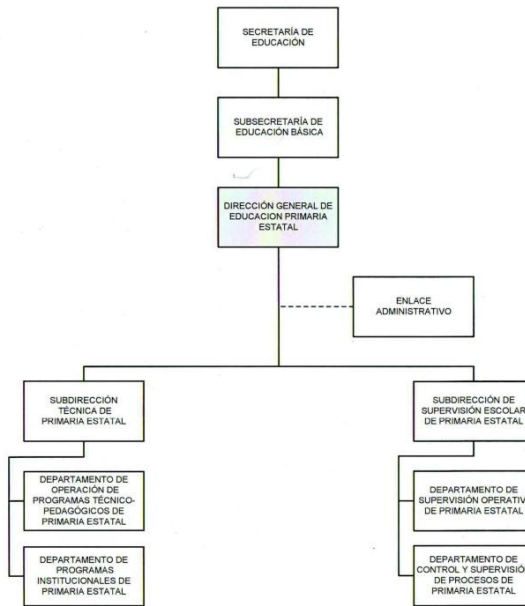 SECRETARÍA DE
EDUCACIÓN
SUBSECRETARÍA DE
EDUCACIÓN BÁSICA
DIRECCIÓN GENERAL DE
EDUCACION PRIMARIA
ESTATAL
ENLACE
ADMINISTRATIVO
SUBDIRECCIÓN
TÉCNICA DE
PRIMARIA ESTATAL
SUBDIRECCIÓN DE
SUPERVISIÓN ESCOLAR
DE PRIMARIA ESTATAL
DEPARTAMENTO DE
OPERACIÓN DE
PROGRAMAS TÉCNICO-
PEDAGÓGICOS DE
PRIMARIA ESTATAL
DEPARTAMENTO DE
SUPERVISIÓN OPERATIV
DE PRIMARIA ESTATAL
DEPARTAMENTO DE
PROGRAMAS
INSTITUCIONALES DE
PRIMARIA ESTATAL
DEPARTAMENTO DE
CONTROL Y SUPERVISIÓ
DE PROCESOS DE
PRIMARIA ESTATAL